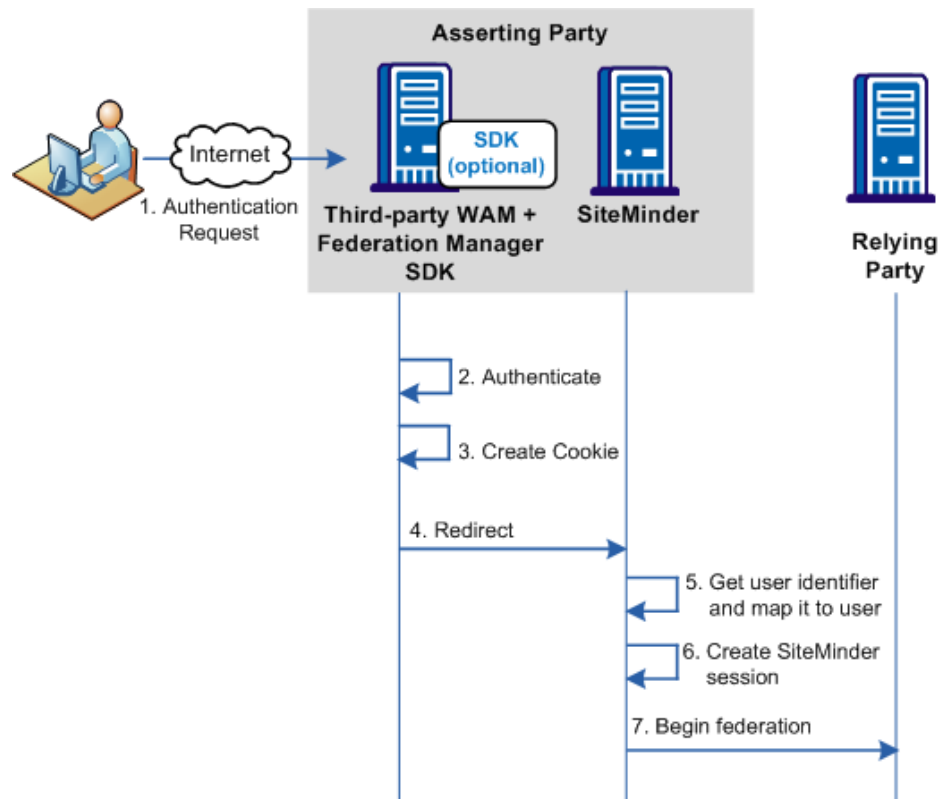 Asserting Party
SDK
(optional)
Internet
1. Authentication
Request
Third-party WAM +
Federation Manager
SDK
SiteMinder
Relying
Party
2. Authenticate
3. Create Cookie
4. Redirect
5. Get user identifier
and map it to user
6. Create SiteMinder
session
7. Begin federation